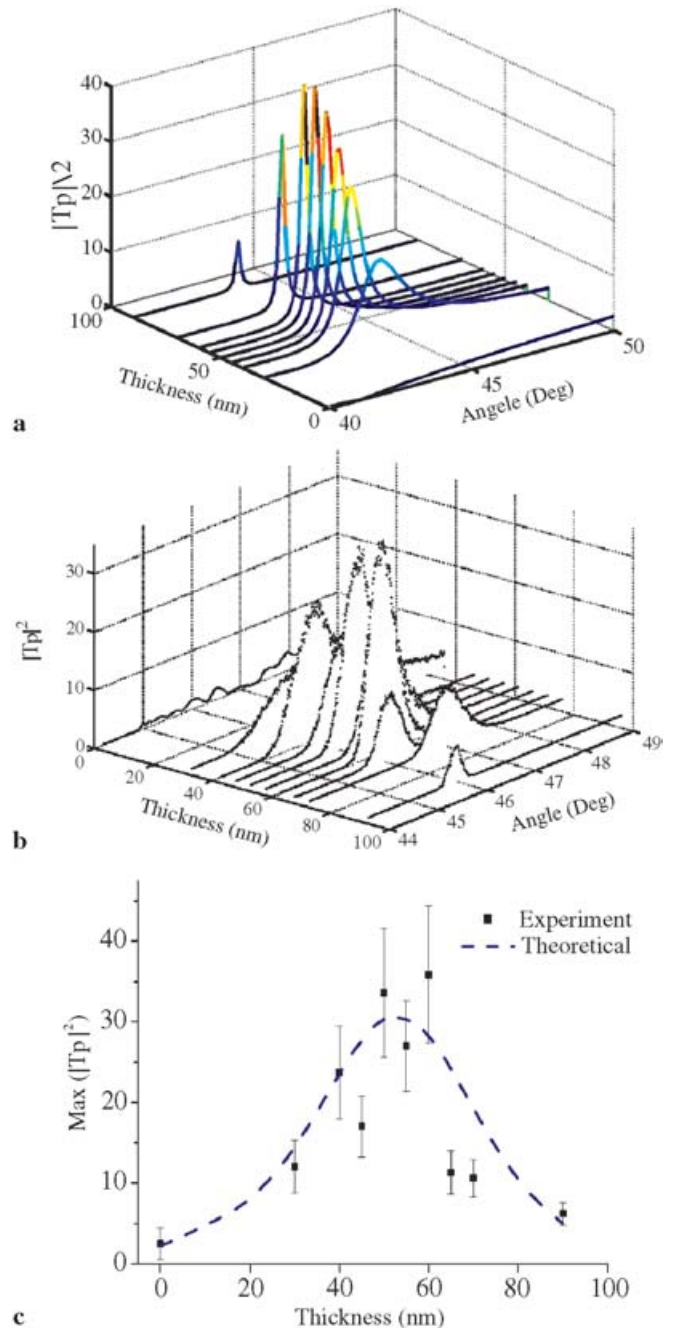 40
30
20
10
0
|Tp|\2
100
50
0
Thickness (nm)
40
45
50
Angele (Deg)
a
30
20
10
0
|Tp|²
0
20
40
60
80
100
Thickness (nm)
44
45
46
47
48
49
Angle (Deg)
b
40
30
20
10
0
Max (|Tp|²)
Experiment
Theoretical
0
20
40
60
80
100
Thickness (nm)
c